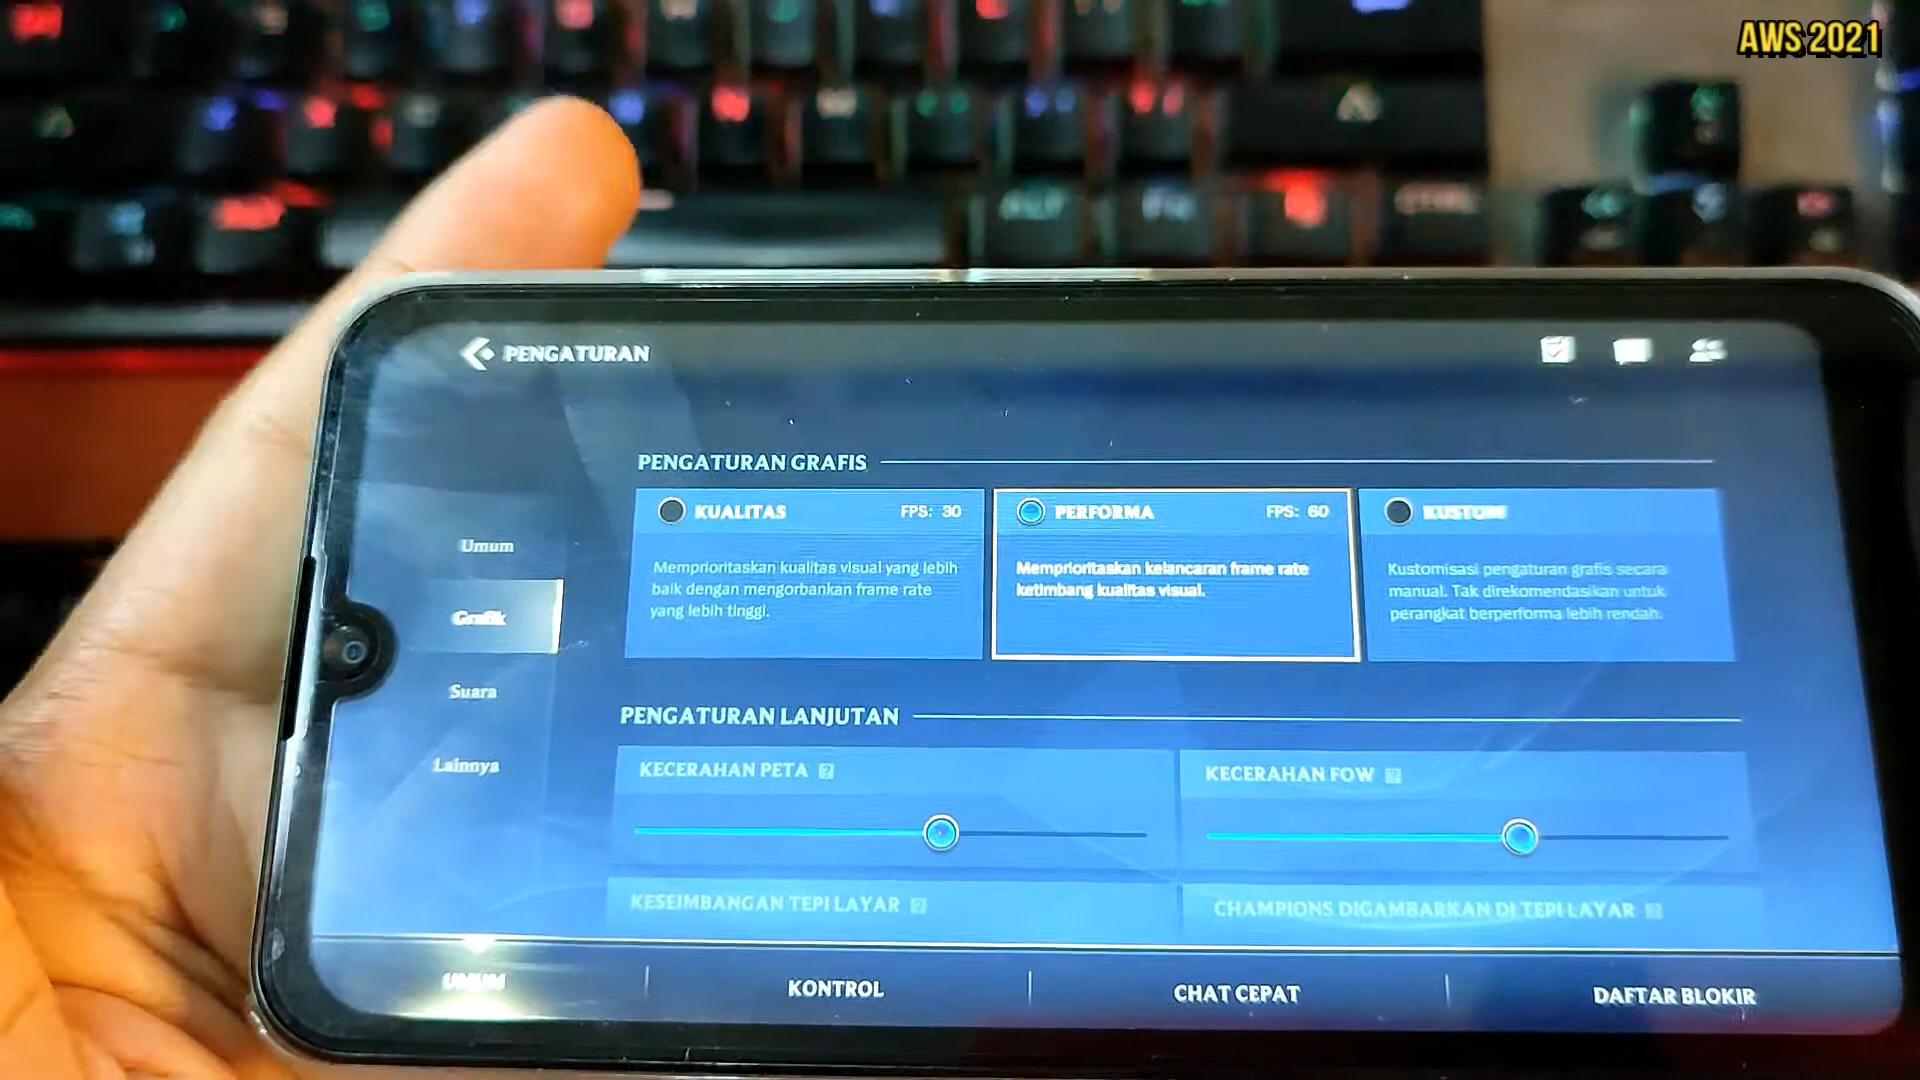 AWS 2021
PENGATURAN
PENGATURAN GRAFIS
KUALITAS FPS: 30
Memprioritaskan kualitas visual yang lebih
baik dengan mengorbankan frame rate
yang lebih tinggi.
PERFORMA FPS: 60
Memprioritaskan kelancaran frame rate
ketimbang kualitas visual.
KUSTOM
Kustomisasi pengaturan grafis secara
manual. Tak direkomendasikan untuk
perangkat berperforma lebih rendah.
Umum
Grafik
Suara
Lainnya
PENGATURAN LANJUTAN
KECERAHAN PETA ?
KECERAHAN FOW ?
KESEIMBANGAN TEPI LAYAR ?
CHAMPIONS DIGAMBARKAN DI TEPI LAYAR
UMUM
KONTROL
CHAT CEPAT
DAFTAR BLOKIR
ALT
Fn
CTRL